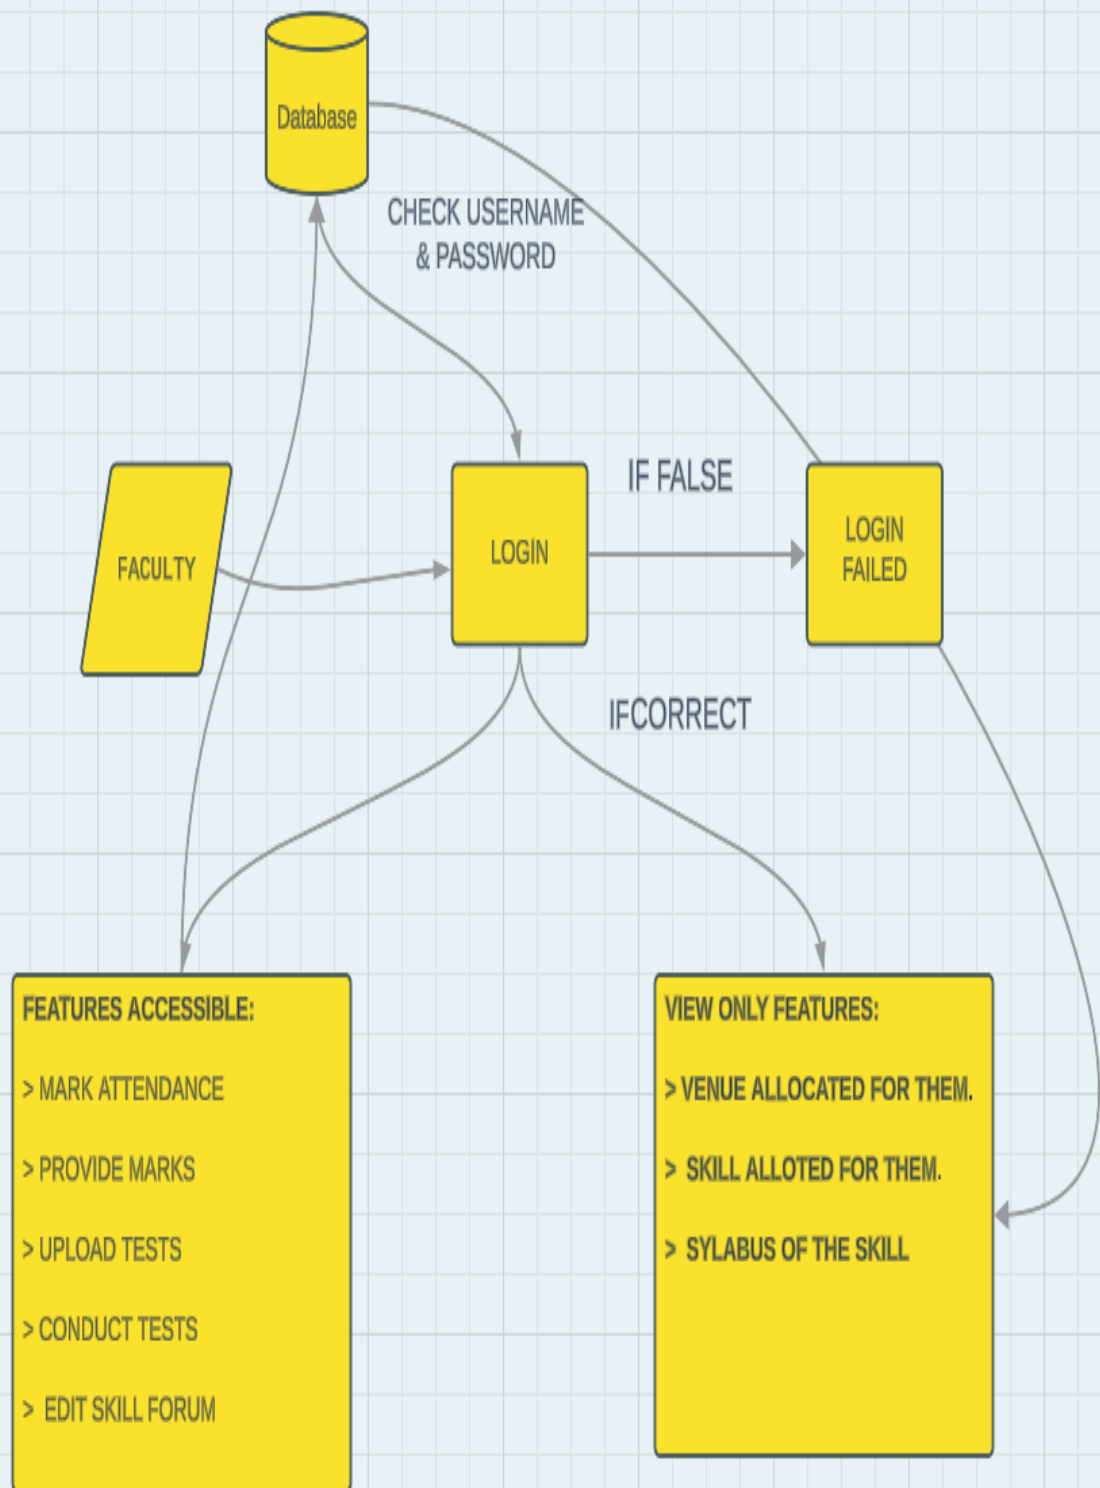 Database
CHECK USERNAME
& PASSWORD
IF FALSE
FACULTY
LOGIN
LOGIN
FAILED
IFCORRECT
FEATURES ACCESSIBLE:
> MARK ATTENDANCE
> PROVIDE MARKS
> UPLOAD TESTS
> CONDUCT TESTS
> EDIT SKILL FORUM
VIEW ONLY FEATURES:
> VENUE ALLOCATED FOR THEM.
> SKILL ALLOTED FOR THEM.
> SYLABUS OF THE SKILL